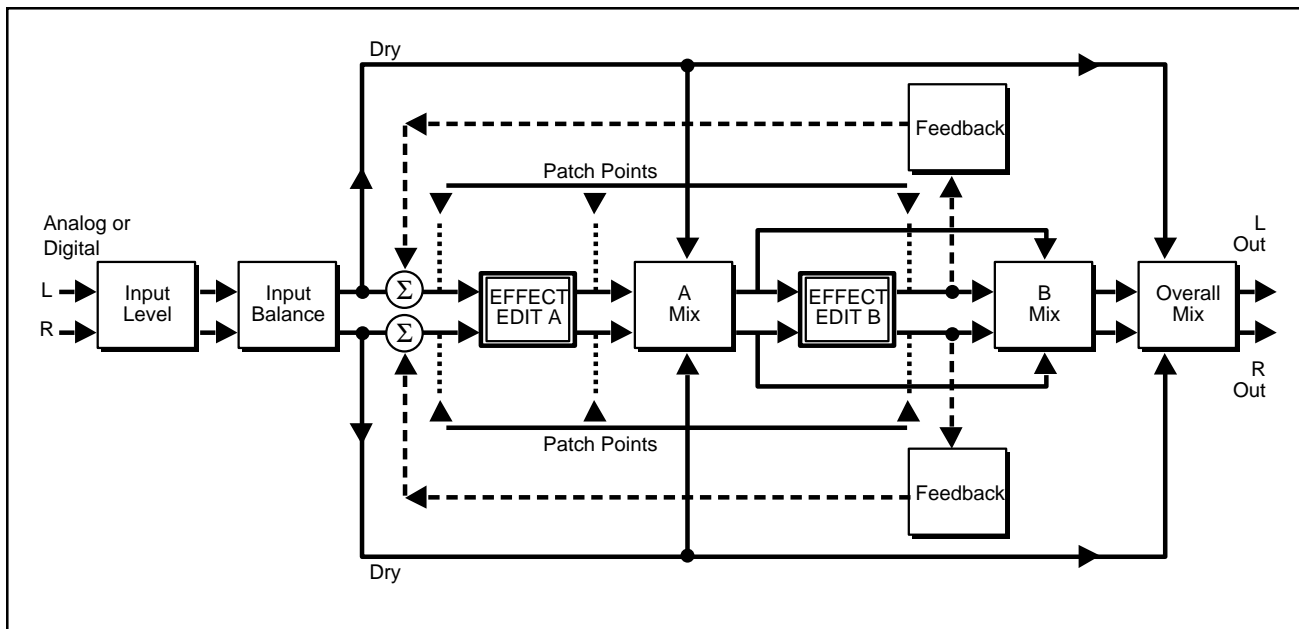 Dry
Feedback
Patch Points
Analog or
Digital
L
R
Input
Level
Input
Balance
Σ
Σ
EFFECT
EDIT A
A
Mix
EFFECT
EDIT B
B
Mix
Overall
Mix
L
Out
R
Out
Patch Points
Feedback
Dry